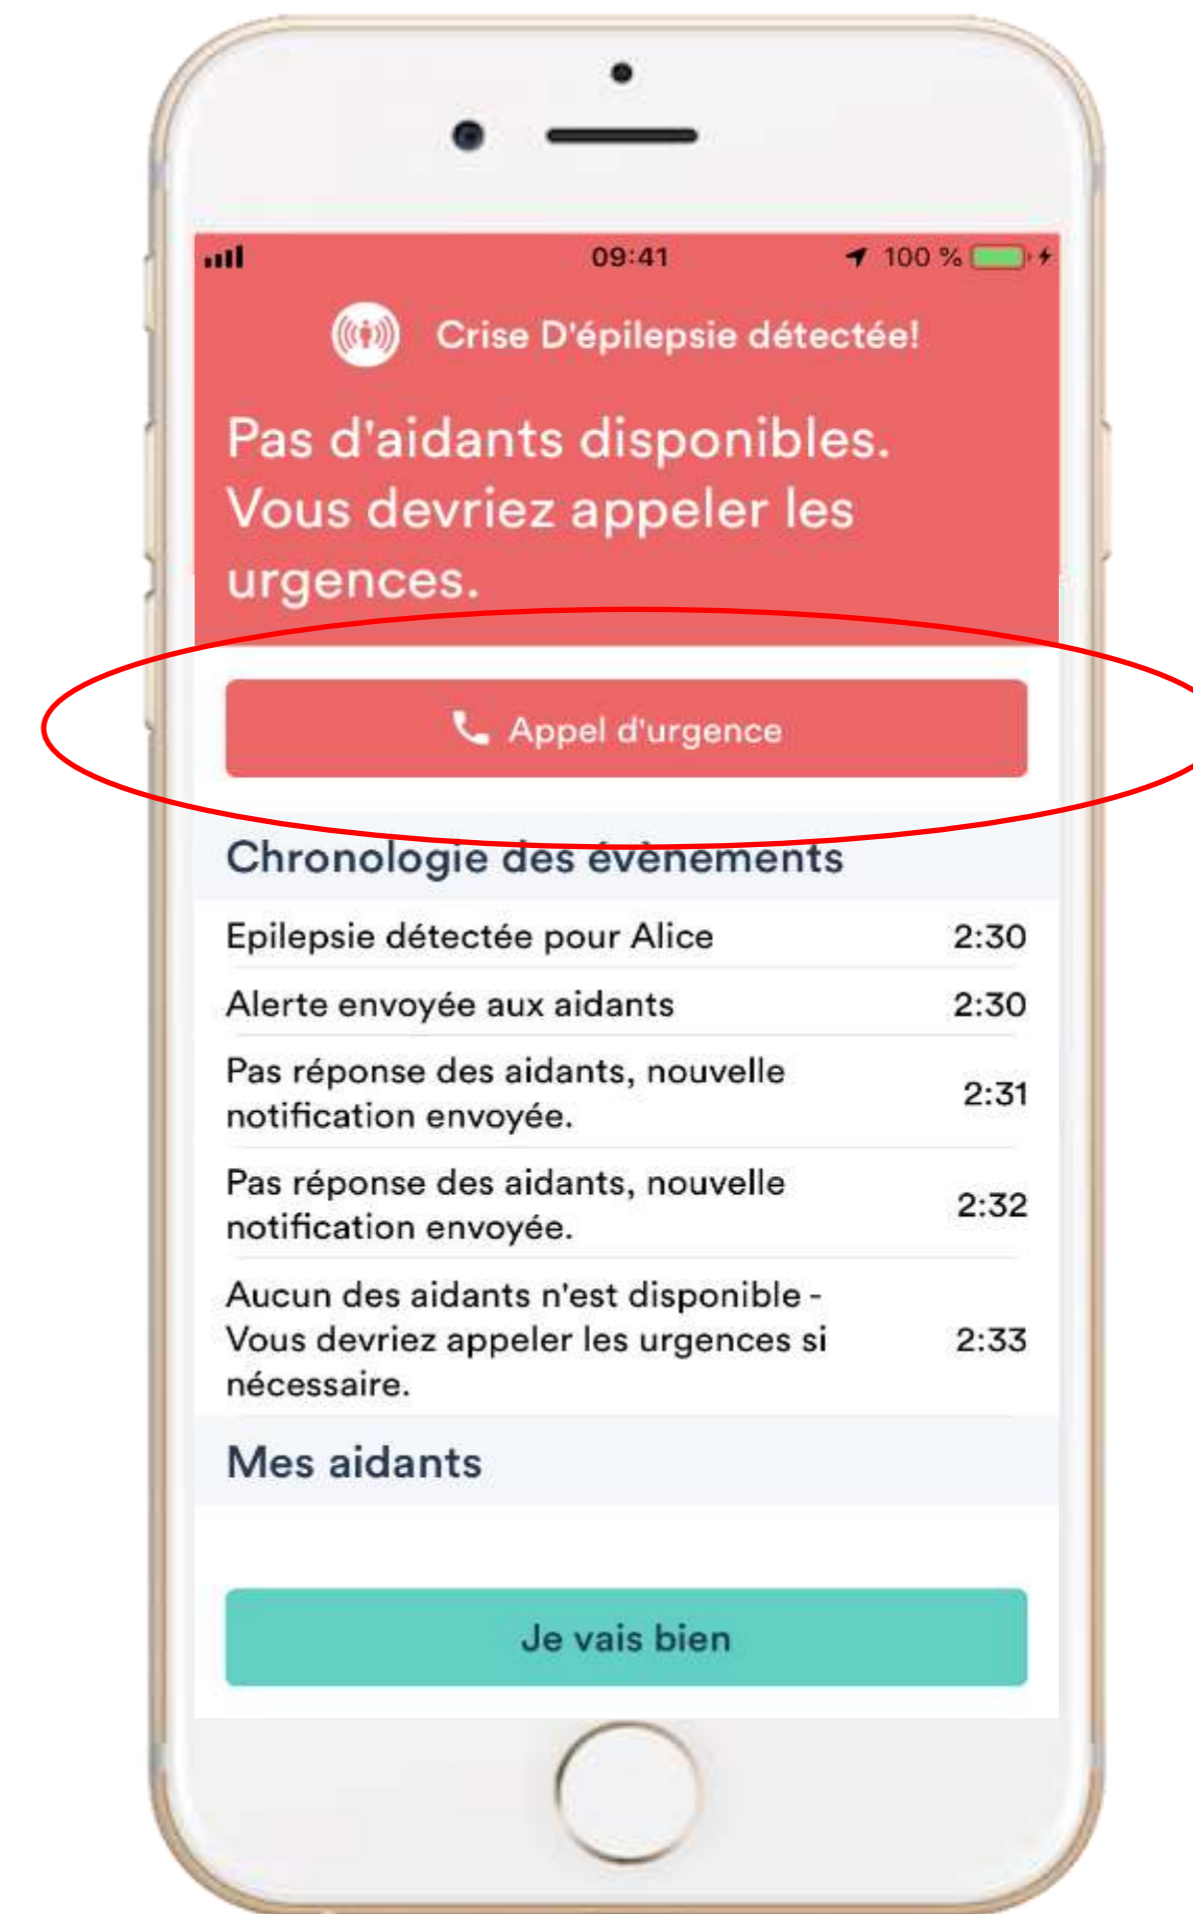 09:41
100 %
Crise D'épilepsie détectée!
Pas d'aidants disponibles.
Vous devriez appeler les
urgences.
Appel d'urgence
Chronologie des évènements
Epilepsie détectée pour Alice 2:30
Alerte envoyée aux aidants 2:30
Pas réponse des aidants, nouvelle
notification envoyée. 2:31
Pas réponse des aidants, nouvelle
notification envoyée. 2:32
Aucun des aidants n'est disponible -
Vous devriez appeler les urgences si 2:33
nécessaire.
Mes aidants
Je vais bien